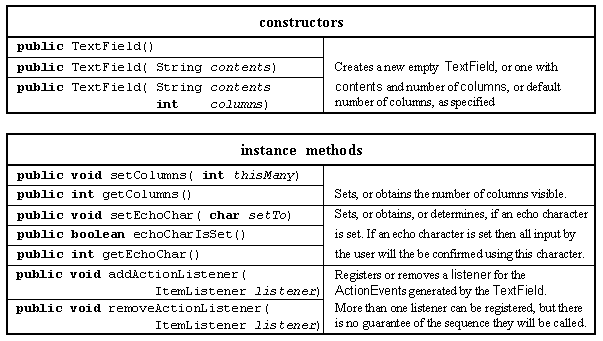 constructors
public TextField()
public TextField( String contents)
public TextField( String contents
int columns)
Creates a new empty TextField, or one with
contents and number of columns, or default
number of columns, as specified
instance methods
public void setColumns( int thisMany)
public int getColumns()
Sets, or obtains the number of columns visible.
public void setEchoChar( char setTo)
public boolean echoCharIsSet()
public int getEchoChar()
Sets, or obtains, or determines, if an echo character
is set. If an echo character is set then all input by
the user will the be confirmed using this character.
public void addActionListener(
ItemListener listener)
public void removeActionListener(
ItemListener listener)
Registers or removes a listener for the
ActionEvents generated by the TextField.
More than one listener can be registered, but there
is no guarantee of the sequence they will be called.